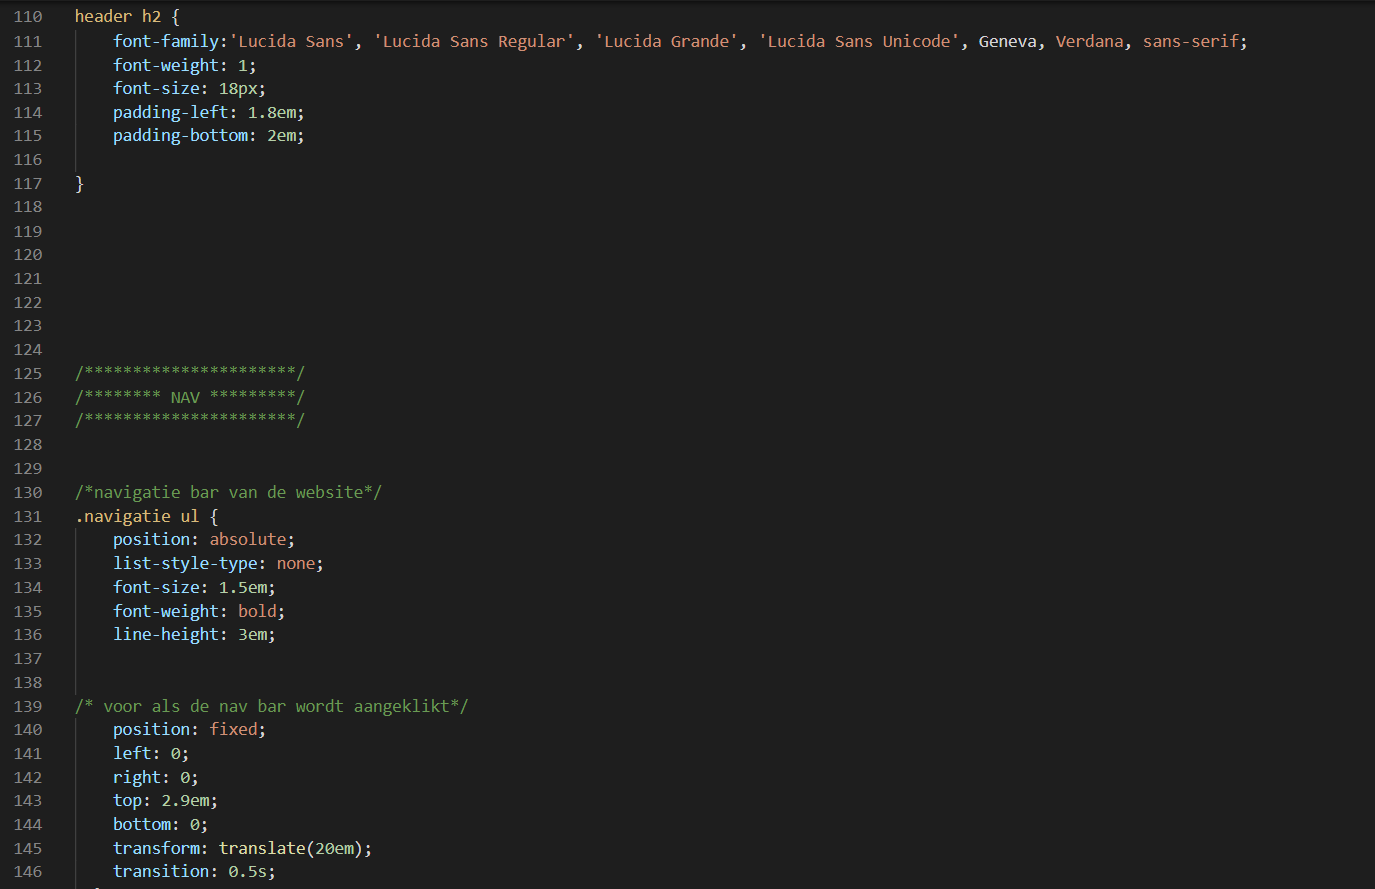 110 header h2 {
111 font-family:'Lucida Sans', 'Lucida Sans Regular', 'Lucida Grande', 'Lucida Sans Unicode', Geneva, Verdana, sans-serif;
112 font-weight: 1;
113 font-size: 18px;
114 padding-left: 1.8em;
115 padding-bottom: 2em;
116
117 }
118
119
120
121
122
123
124
125 /**********************/
126 /******** NAV *********/
127 /**********************/
128
129
130 /*navigatie bar van de website*/
131 .navigatie ul {
132 position: absolute;
133 list-style-type: none;
134 font-size: 1.5em;
135 font-weight: bold;
136 line-height: 3em;
137
138
139 /* voor als de nav bar wordt aangeklikt*/
140 position: fixed;
141 left: 0;
142 right: 0;
143 top: 2.9em;
144 bottom: 0;
145 transform: translate(20em);
146 transition: 0.5s;